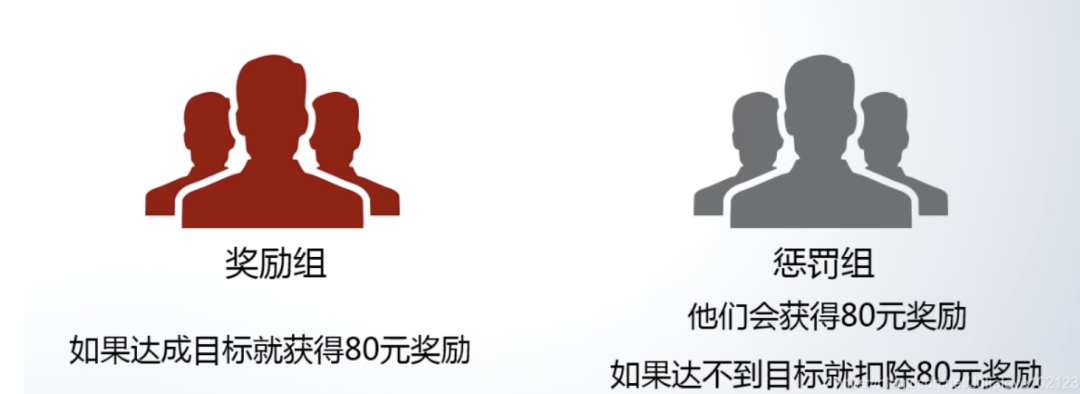 奖励组
如果达成目标就获得80元奖励
惩罚组
他们会获得80元奖励
如果达不到目标就扣除80元奖励